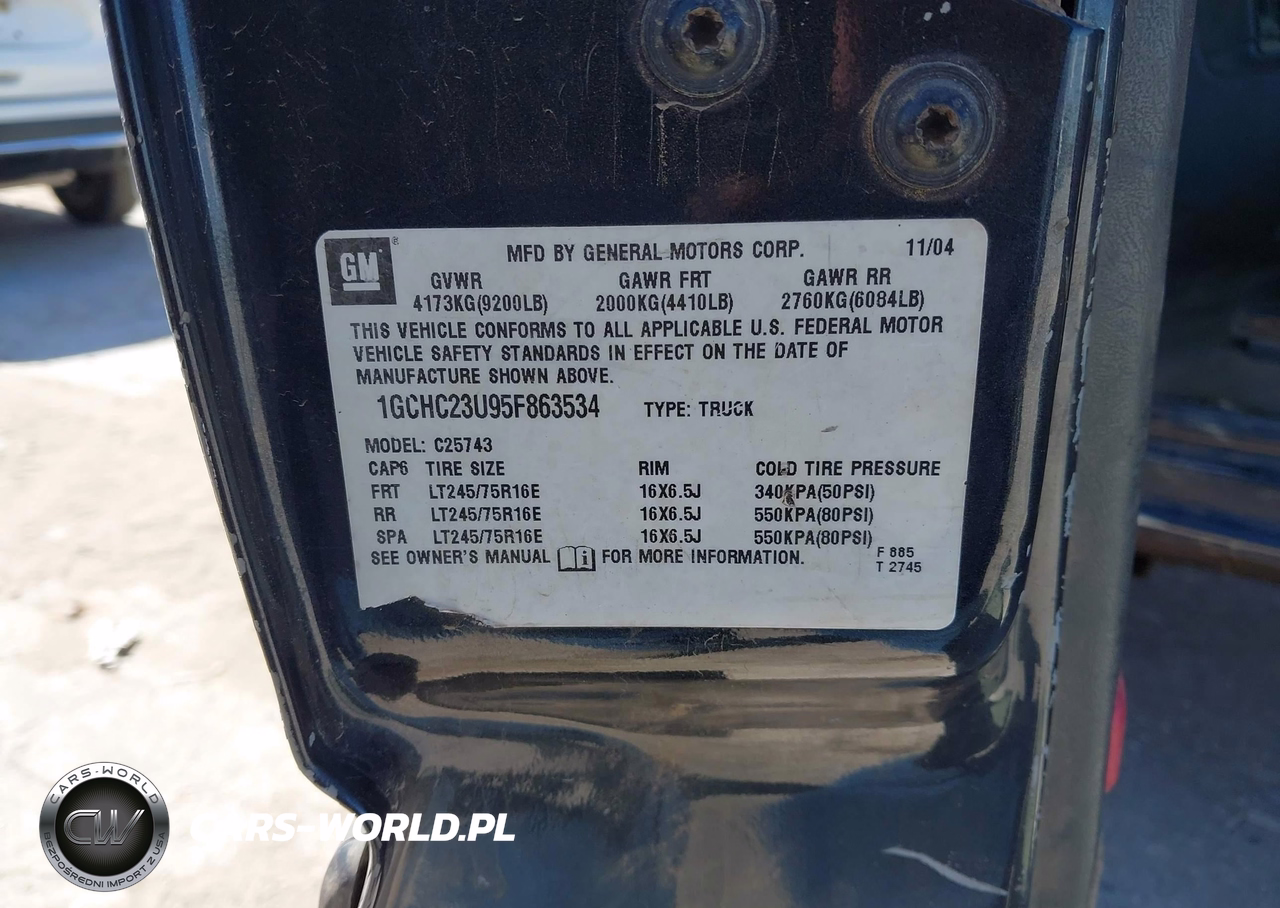 GM ®
MFD BY GENERAL MOTORS CORP. 11/04
GVWR GAWR FRT GAWR RR
4173KG(9200LB) 2000KG(4410LB) 2760KG(6084LB)
THIS VEHICLE CONFORMS TO ALL APPLICABLE U.S. FEDERAL MOTOR
VEHICLE SAFETY STANDARDS IN EFFECT ON THE DATE OF
MANUFACTURE SHOWN ABOVE.
1GCHC23U95F863534 TYPE: TRUCK
MODEL: C25743
CAP6 TIRE SIZE RIM COLD TIRE PRESSURE
FRT LT245/75R16E 16X6.5J 340KPA(50PSI)
RR LT245/75R16E 16X6.5J 550KPA(80PSI)
SPA LT245/75R16E 16X6.5J 550KPA(80PSI)
SEE OWNER'S MANUAL i FOR MORE INFORMATION.
F 885
T 2745
CARS-WORLD
CW
BEZPOŚREDNI IMPORT Z USA
CARS-WORLD.PL